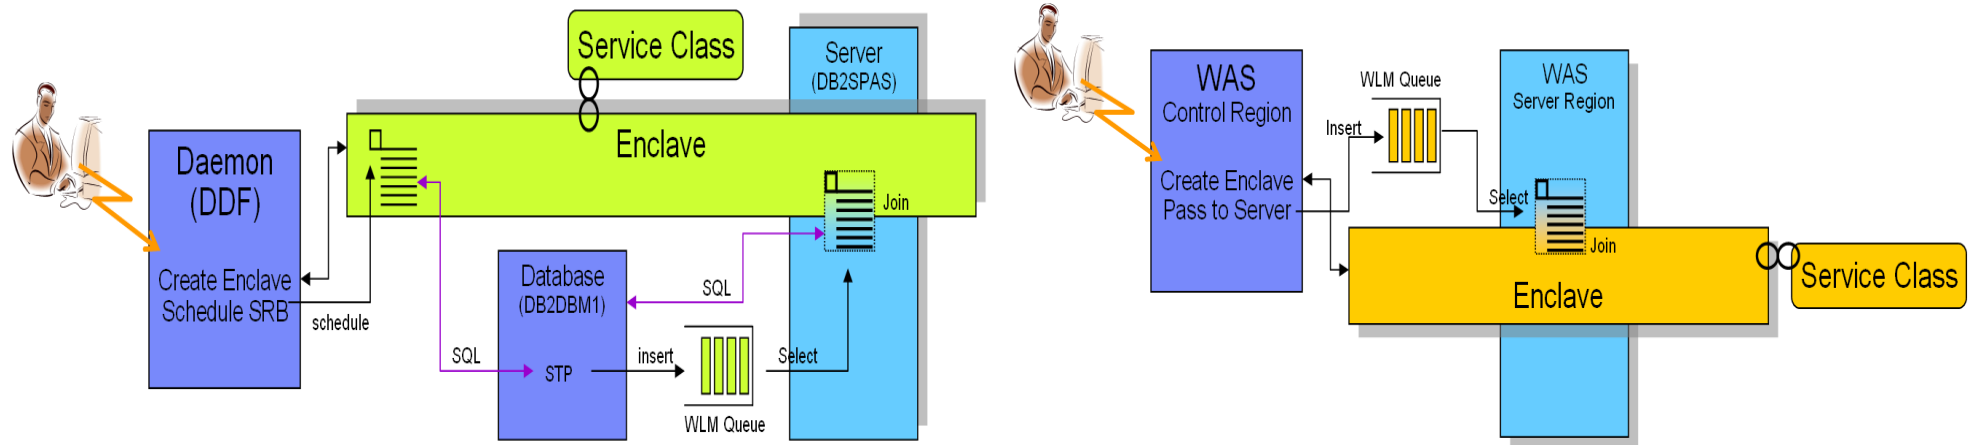 Service Class
Server
(DB2SPAS)
Enclave
Daemon
(DDF)
Create Enclave
Schedule SRB
schedule
Join
Database
(DB2DBM1)
SQL
SQL
STP
insert
Select
WLM Queue
WAS
Control Region
Create Enclave
Pass to Server
WLM Queue
Insert
WAS
Server Region
Select
Join
Enclave
Service Class